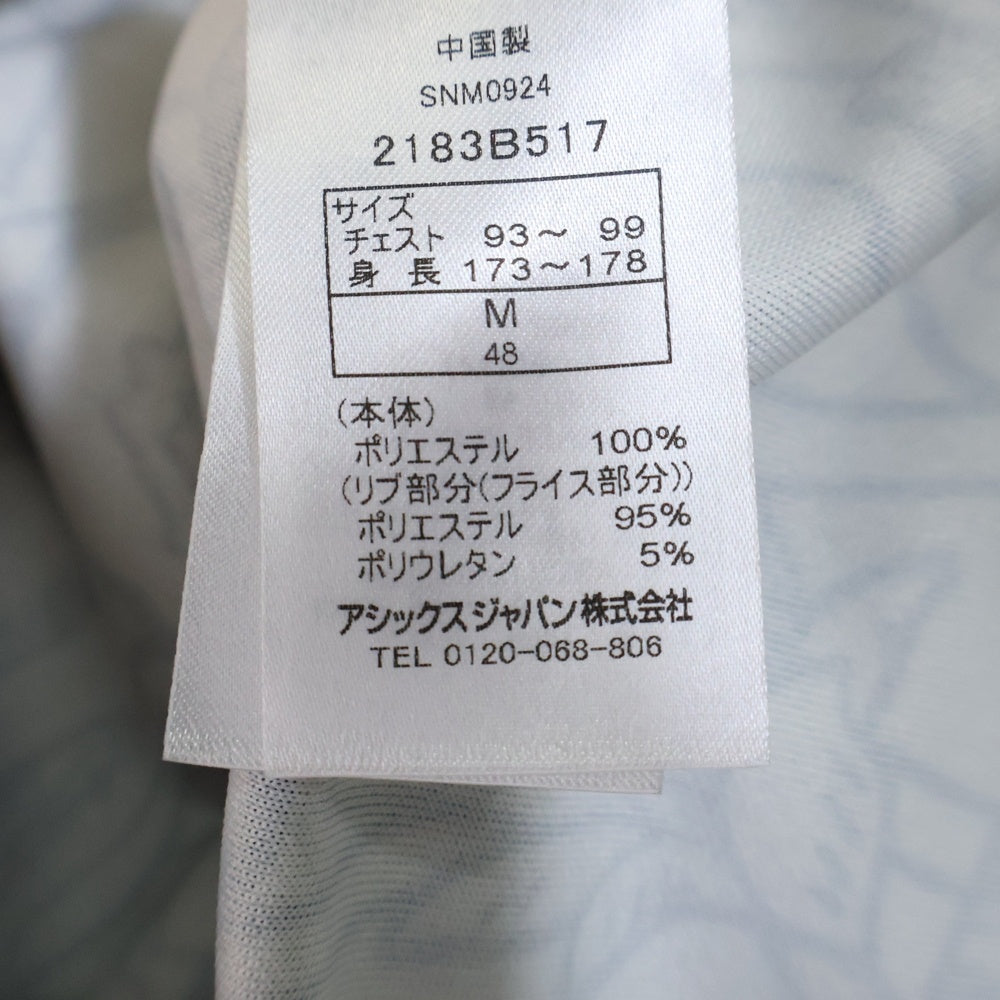 中国製
SNM0924
2183B517
サイズ
チェスト 93～ 99
身 長 173～178
M
48
(本体)
ポリエステル 100%
(リブ部分(フライス部分))
ポリエステル 95%
ポリウレタン 5%
アシックスジャパン株式会社
TEL 0120-068-806